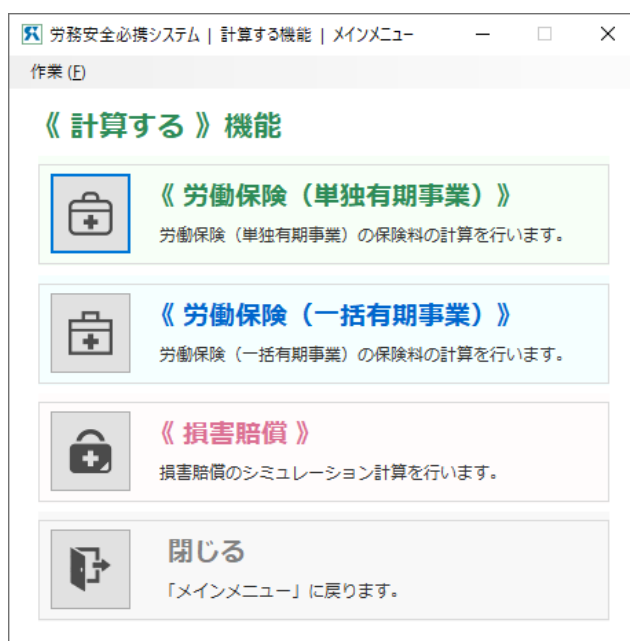 労務安全必携システム | 計算する機能 | メインメニュー
作業 (F)
《 計算する 》 機能
《 労働保険（単独有期事業）》
労働保険（単独有期事業）の保険料の計算を行います。
《 労働保険（一括有期事業）》
労働保険（一括有期事業）の保険料の計算を行います。
《 損害賠償 》
損害賠償のシミュレーション計算を行います。
閉じる
「メインメニュー」に戻ります。